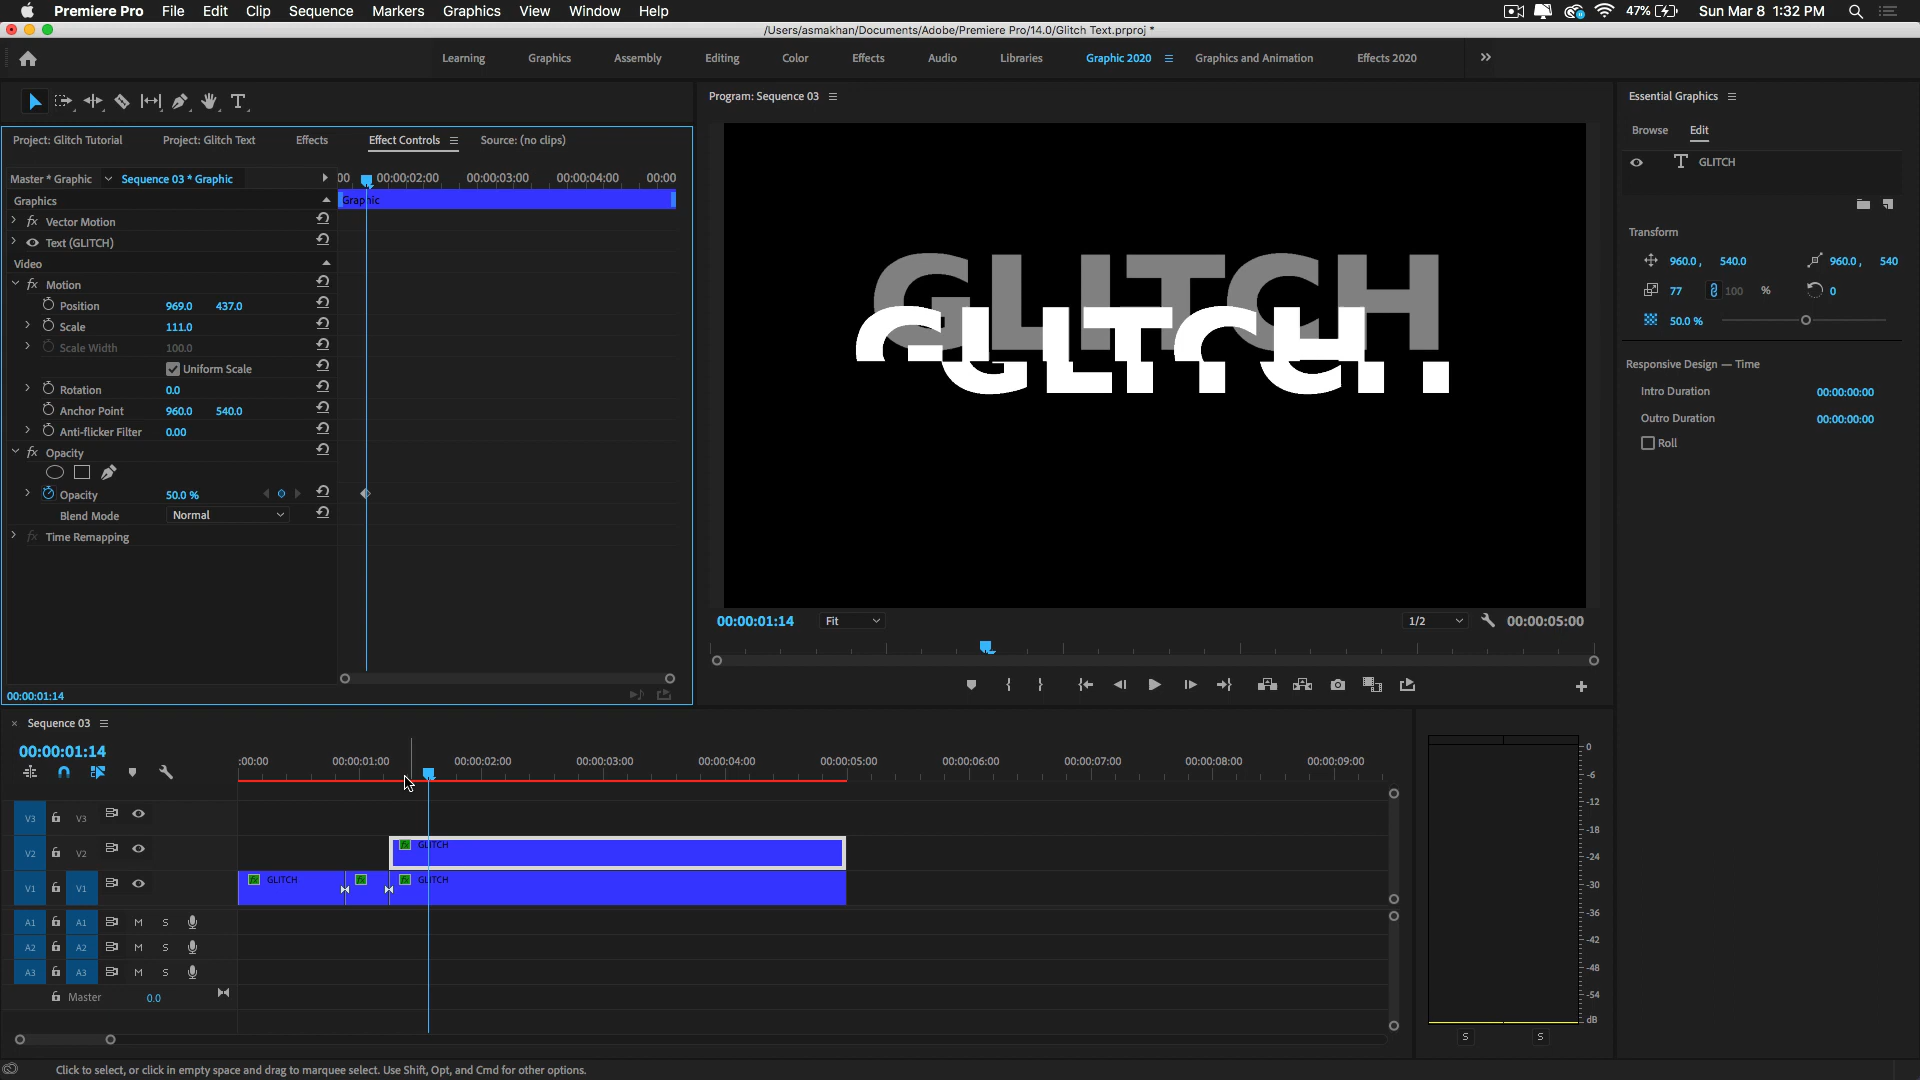 Premiere Pro File Edit Clip Sequence Markers Graphics View Window Help 47% Sun Mar 8 1:32 PM
/Users/asmakhan/Documents/Adobe/Premiere Pro/14.0/Glitch Text.prproj *
Learning Graphics Assembly Editing Color Effects Audio Libraries Graphic 2020 Graphics and Animation Effects 2020
Program: Sequence 03
Essential Graphics
Project: Glitch Tutorial Project: Glitch Text Effects Effect Controls Source: (no clips)
Browse Edit
GLITCH
Master * Graphic Sequence 03 * Graphic
:00 00:00:02:00 00:00:03:00 00:00:04:00 00:00
Graphics
Graphic
Vector Motion
Text (GLITCH)
Video
Motion
Position 969.0 437.0
Scale 111.0
Scale Width 100.0
Uniform Scale
Rotation 0.0
Anchor Point 960.0 540.0
Anti-flicker Filter 0.00
Opacity
Opacity 50.0 %
Blend Mode Normal
Time Remapping
00:00:01:14
GLITCH
GLITCH
00:00:01:14 Fit 1/2 00:00:05:00
Transform
960.0 , 540.0 960.0 , 540
77 100 % 0
50.0 %
Responsive Design — Time
Intro Duration 00:00:00:00
Outro Duration 00:00:00:00
Roll
Sequence 03
00:00:01:14
:00:00 00:00:01:00 00:00:02:00 00:00:03:00 00:00:04:00 00:00:05:00 00:00:06:00 00:00:07:00 00:00:08:00 00:00:09:00
V3 V3
V2 V2 GLITCH
V1 V1 GLITCH GLITCH
A1 A1 M S
A2 A2 M S
A3 A3 M S
Master 0.0
0
-6
-12
-18
-24
-30
-36
-42
-48
-54
dB
S S
Click to select, or click in empty space and drag to marquee select. Use Shift, Opt, and Cmd for other options.